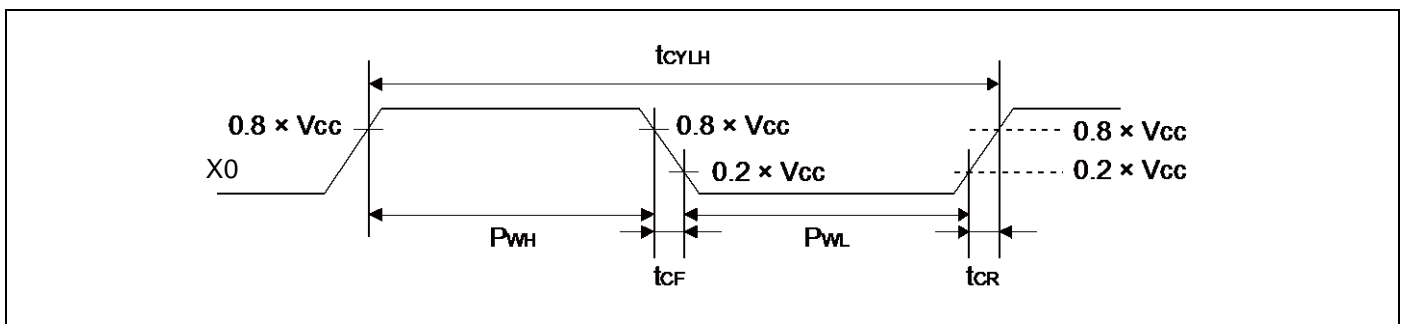 tCYLH
0.8 × Vcc
0.8 × Vcc
0.8 × Vcc
X0
0.2 × Vcc
0.2 × Vcc
PWH
PWL
tCF
tCR